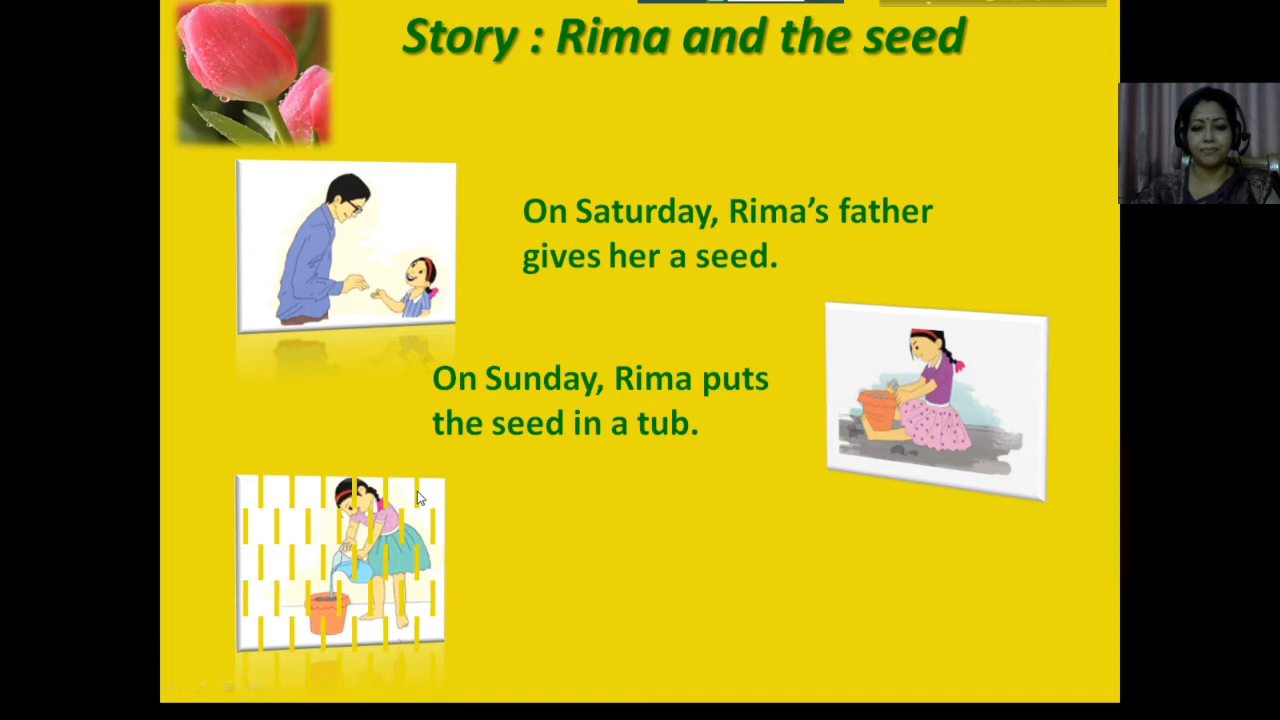 Story : Rima and the seed
On Saturday, Rima’s father
gives her a seed.
On Sunday, Rima puts
the seed in a tub.